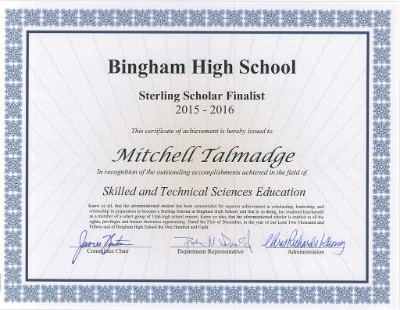 Bingham High School
Sterling Scholar Finalist
2015 - 2016
This certificate of achievement is hereby issued to
Mitchell Talmadge
In recognition of the outstanding accomplishments achieved in the field of
Skilled and Technical Sciences Education
Know ye all, that the aforementioned student has been commended for superior achievement in scholarship, leadership, and
citizenship in preparation to become a Sterling Scholar at Bingham High School; and that in so doing, has rendered him/herself
as a member of a select group of Utah high school seniors. Know ye also, that the aforementioned scholar is entitled to all the
rights, privileges and honors thereunto appertaining. Dated the First of December, in the year of our Lord Two Thousand and
Fifteen and of Bingham High School the One Hundred and Eighth.
Committee Chair
Department Representative
Administration